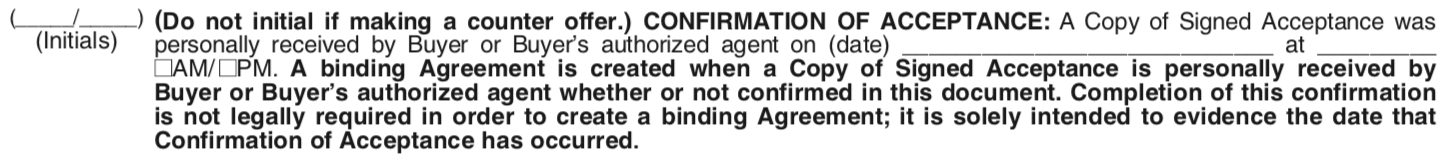 (_____/_____) (Do not initial if making a counter offer.) CONFIRMATION OF ACCEPTANCE: A Copy of Signed Acceptance was
(Initials) personally received by Buyer or Buyer's authorized agent on (date) ______________________________ at __________
☐AM/☐PM. A binding Agreement is created when a Copy of Signed Acceptance is personally received by
Buyer or Buyer's authorized agent whether or not confirmed in this document. Completion of this confirmation
is not legally required in order to create a binding Agreement; it is solely intended to evidence the date that
Confirmation of Acceptance has occurred.